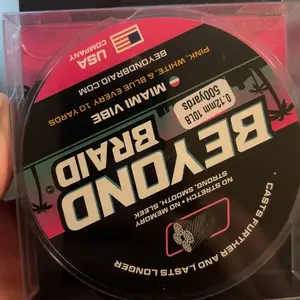 CASTS FURTHER AND LASTS LONGER
NO STRETCH • NO MEMORY
STRONG, SMOOTH, SLEEK
BEYOND
BRAID
0.12mm 10LB
500yards
MIAMI VIBE
PINK, WHITE, & BLUE EVERY 10 YARDS
BEYONDBRAID.COM
USA
COMPANY